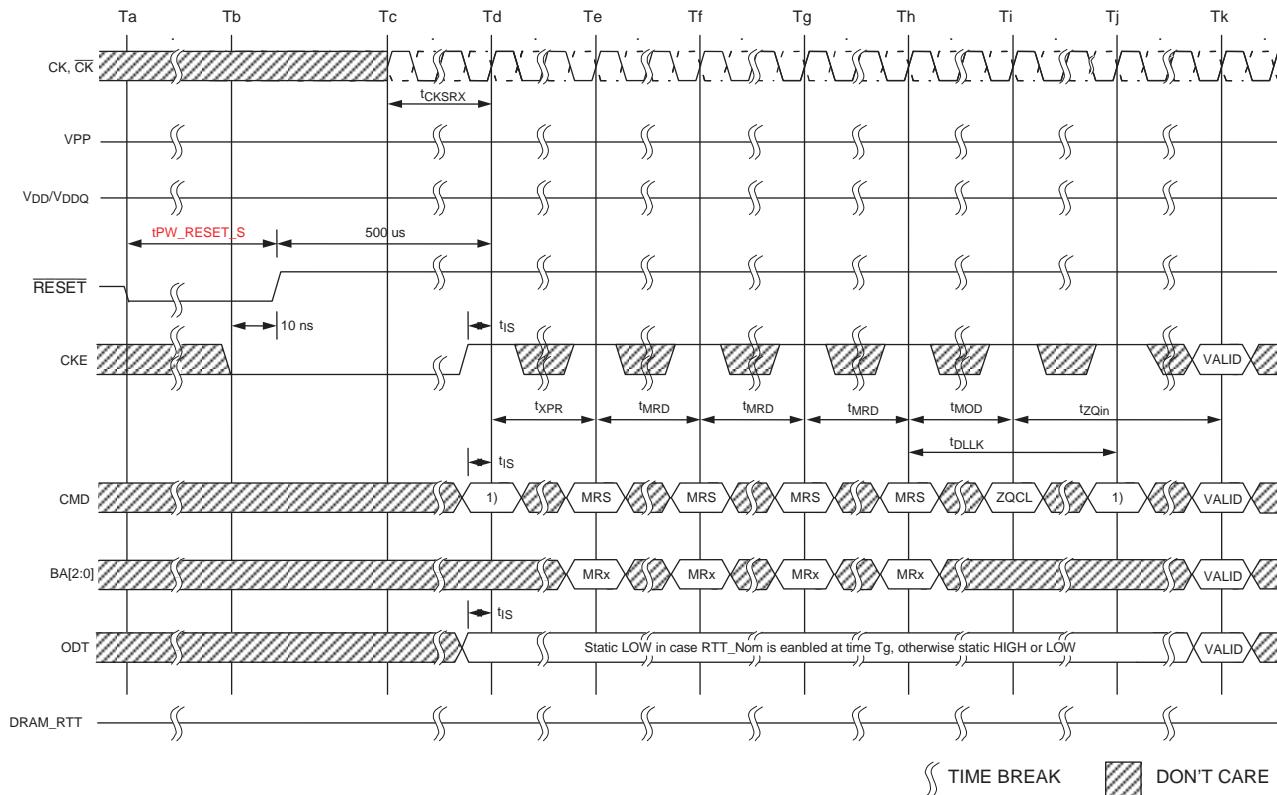 Ta Tb Tc Td Te Tf Tg Th Ti Tj Tk
CK, CK
tCKSRX
VPP
VDD/VDDQ
tPW_RESET_S 500 us
RESET
10 ns tIS
CKE VALID
tXPR tMRD tMRD tMRD tMOD tZQin
tDLLK
tIS
CMD 1) MRS MRS MRS MRS ZQCL 1) VALID
BA[2:0] MRx MRx MRx MRx VALID
tIS
ODT Static LOW in case RTT_Nom is eanbled at time Tg, otherwise static HIGH or LOW VALID
DRAM_RTT
TIME BREAK DON'T CARE